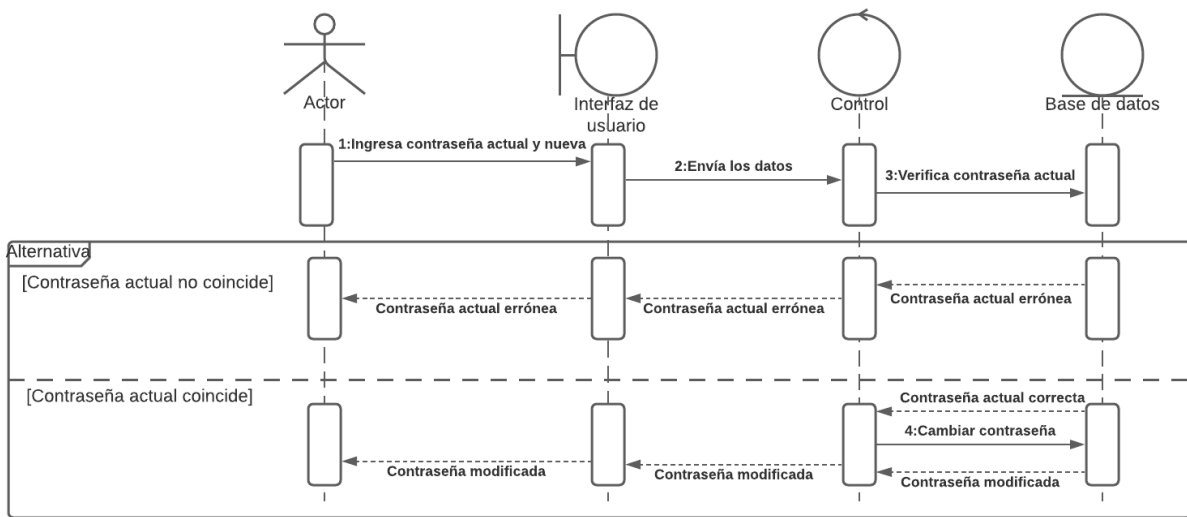 Actor
Interfaz de
usuario
Control
Base de datos
1:Ingresa contraseña actual y nueva
2:Envía los datos
3:Verifica contraseña actual
Alternativa
[Contraseña actual no coincide]
Contraseña actual errónea
Contraseña actual errónea
Contraseña actual errónea
[Contraseña actual coincide]
Contraseña actual correcta
4:Cambiar contraseña
Contraseña modificada
Contraseña modificada
Contraseña modificada